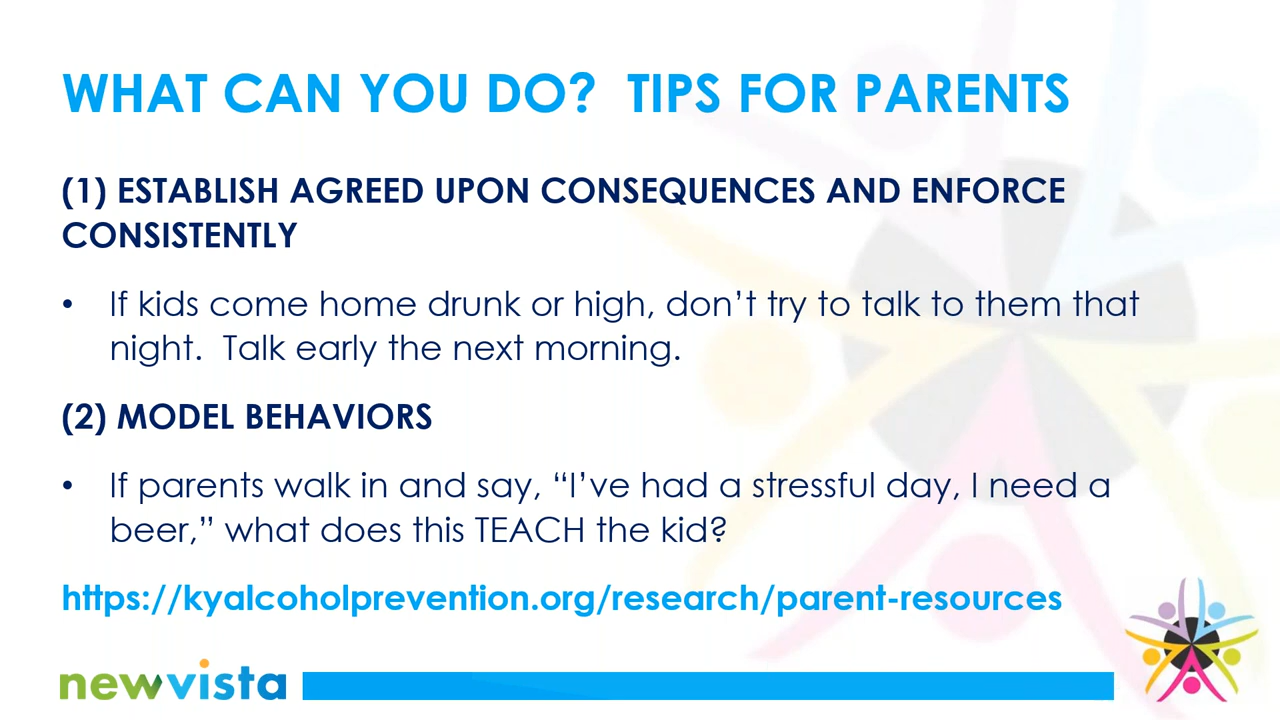 WHAT CAN YOU DO?  TIPS FOR PARENTS
(1) ESTABLISH AGREED UPON CONSEQUENCES AND ENFORCE
CONSISTENTLY
• If kids come home drunk or high, don’t try to talk to them that
night.  Talk early the next morning.
(2) MODEL BEHAVIORS
• If parents walk in and say, “I’ve had a stressful day, I need a
beer,” what does this TEACH the kid?
https://kyalcoholprevention.org/research/parent-resources
newvista